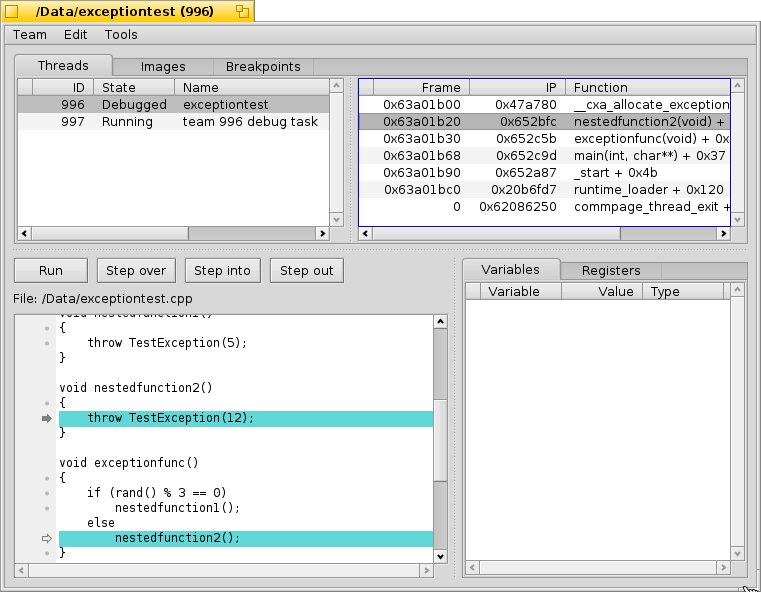 /Data/exceptiontest (996)
Team Edit Tools
Threads Images Breakpoints
ID State Name
996 Debugged exceptiontest
997 Running team 996 debug task
Frame IP Function
0x63a01b00 0x47a780 __cxa_allocate_exception
0x63a01b20 0x652bfc nestedfunction2(void) +
0x63a01b30 0x652c5b exceptionfunc(void) + 0x
0x63a01b68 0x652c9d main(int, char**) + 0x37
0x63a01b90 0x652a87 _start + 0x4b
0x63a01bc0 0x20b6fd7 runtime_loader + 0x120
0 0x62086250 commpage_thread_exit +
Run Step over Step into Step out
File: /Data/exceptiontest.cpp
void nestedfunction1()
{
throw TestException(5);
}
void nestedfunction2()
{
throw TestException(12);
}
void exceptionfunc()
{
if (rand() % 3 == 0)
nestedfunction1();
else
nestedfunction2();
}
Variables Registers
Variable Value Type